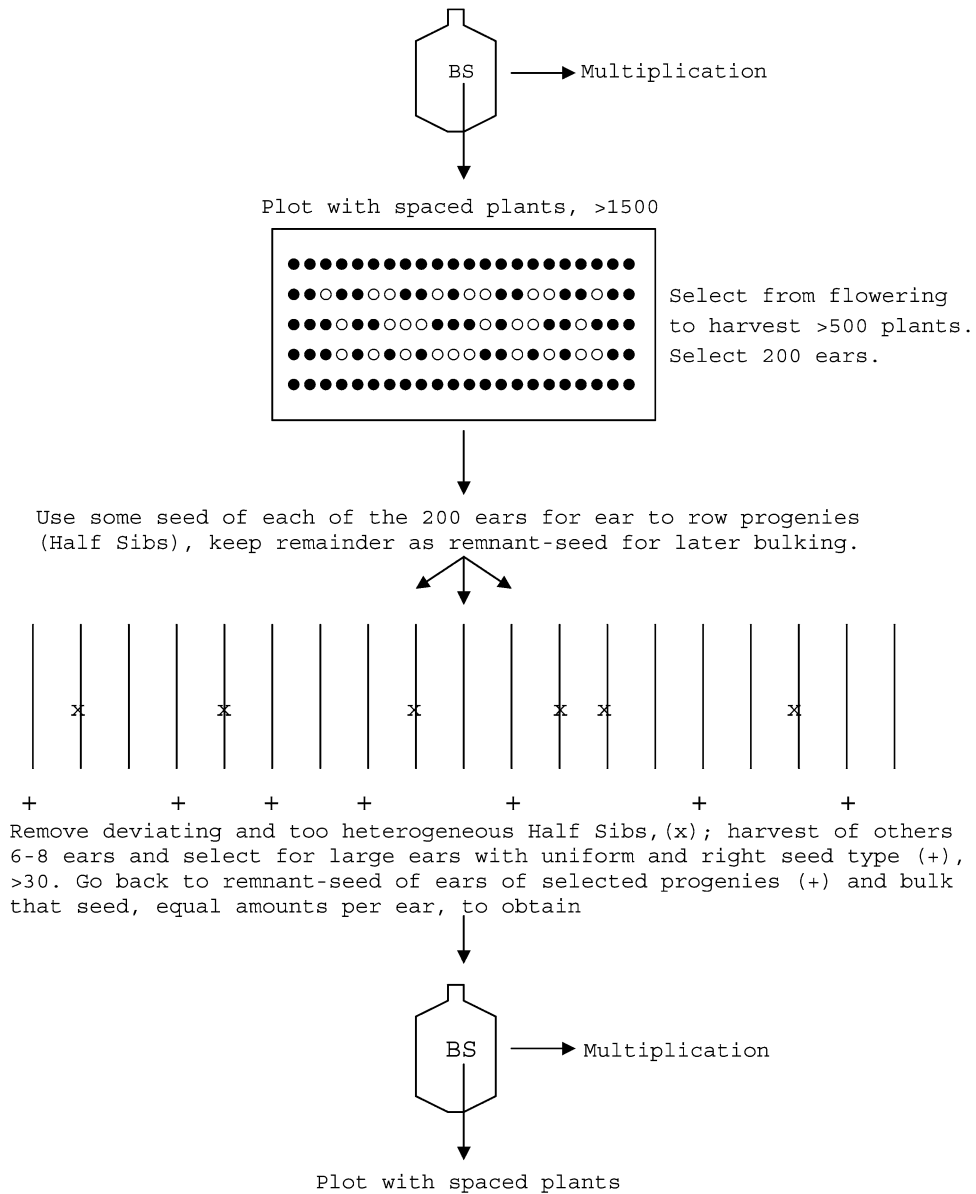 BS
Multiplication
Plot with spaced plants, >1500
Select from flowering
to harvest >500 plants.
Select 200 ears.
Use some seed of each of the 200 ears for ear to row progenies
(Half Sibs), keep remainder as remnant-seed for later bulking.
x x x x x x
+ + + + + + +
Remove deviating and too heterogeneous Half Sibs,(x); harvest of others
6-8 ears and select for large ears with uniform and right seed type (+),
>30. Go back to remnant-seed of ears of selected progenies (+) and bulk
that seed, equal amounts per ear, to obtain
BS
Multiplication
Plot with spaced plants